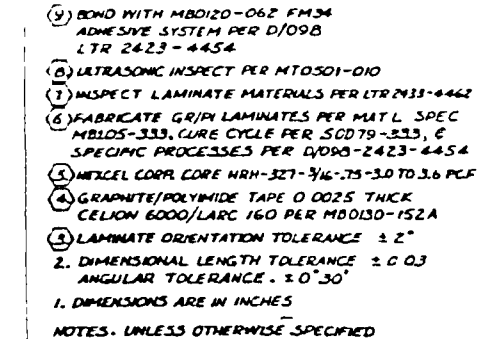 (9) BOND WITH MB0120-062 FM34
ADHESIVE SYSTEM PER D/098
LTR 2423-4454
(8) ULTRASONIC INSPECT PER MT0501-010
(7) INSPECT LAMINATE MATERIALS PER LTR 2433-4462
(6) FABRICATE GR/PI LAMINATES PER MAT'L SPEC
MB105-333, CURE CYCLE PER SCD79-333, &
SPECIFIC PROCESSES PER D/098-2423-4454
(5) HEXCEL CORP. CORE HRH-327-3/16-.75-3.0 TO 3.6 PCF
(4) GRAPHITE/POLYIMIDE TAPE 0.0025 THICK
CELION 6000/LARC 160 PER MB0130-152A
(3) LAMINATE ORIENTATION TOLERANCE ± 2°
2. DIMENSIONAL LENGTH TOLERANCE ± 0.03
ANGULAR TOLERANCE. ± 0°30'
1. DIMENSIONS ARE IN INCHES
NOTES. UNLESS OTHERWISE SPECIFIED